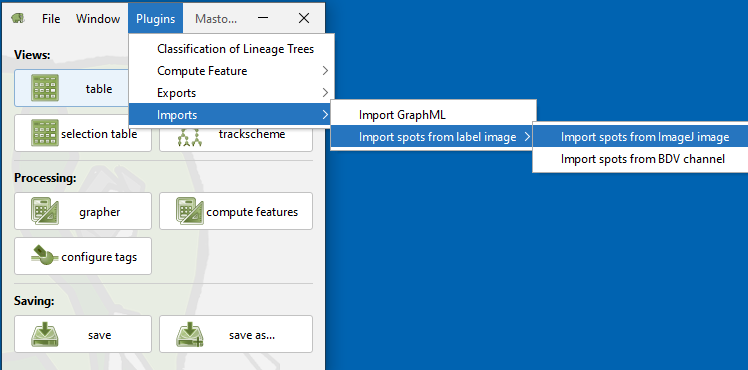 File Window Plugins Masto...
Views:
Classification of Lineage Trees
Compute Feature
table
Exports
Imports
Import GraphML
selection table
trackscheme
Import spots from label image
Import spots from ImageJ image
Import spots from BDV channel
Processing:
grapher
compute features
configure tags
Saving:
save
save as...